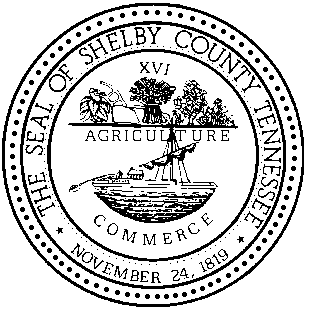 THE SEAL OF SHELBY COUNTY TENNESSEE
XVI
AGRICULTURE
COMMERCE
NOVEMBER 24, 1819